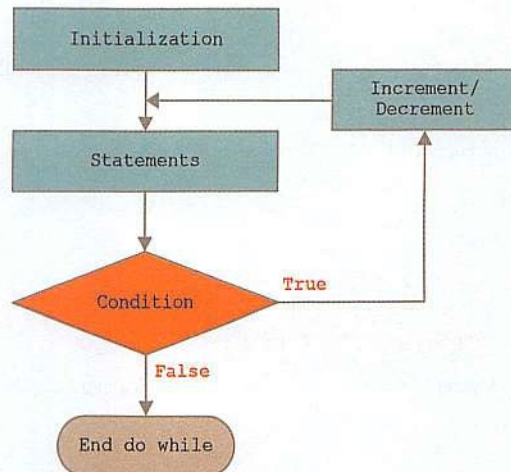 Initialization
Increment/
Decrement
Statements
Condition
True
False
End do while